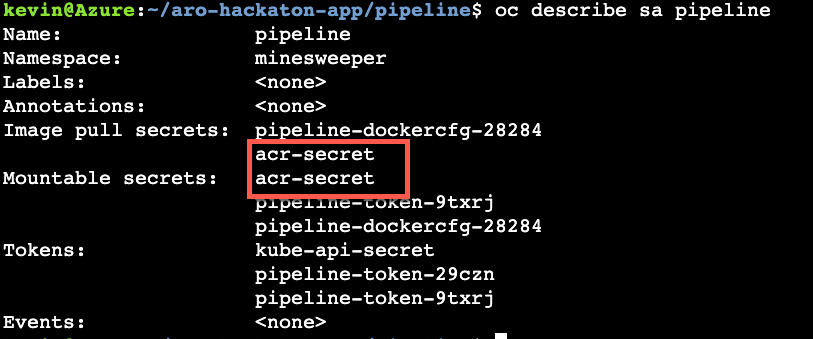 kevin@Azure:~/aro-hackaton-app/pipeline$ oc describe sa pipeline
Name: pipeline
Namespace: minesweeper
Labels: <none>
Annotations: <none>
Image pull secrets: pipeline-dockercfg-28284
acr-secret
Mountable secrets: acr-secret
pipeline-token-9txrj
pipeline-dockercfg-28284
Tokens: kube-api-secret
pipeline-token-29czn
pipeline-token-9txrj
Events: <none>